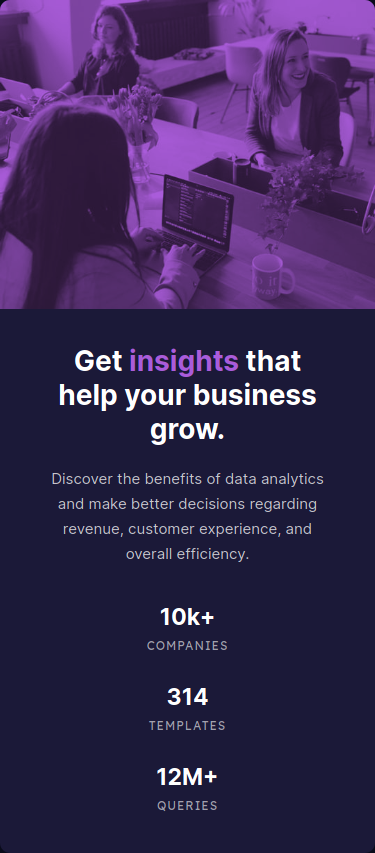 Get insights that
help your business
grow.
Discover the benefits of data analytics
and make better decisions regarding
revenue, customer experience, and
overall efficiency.
10k+
COMPANIES
314
TEMPLATES
12M+
QUERIES